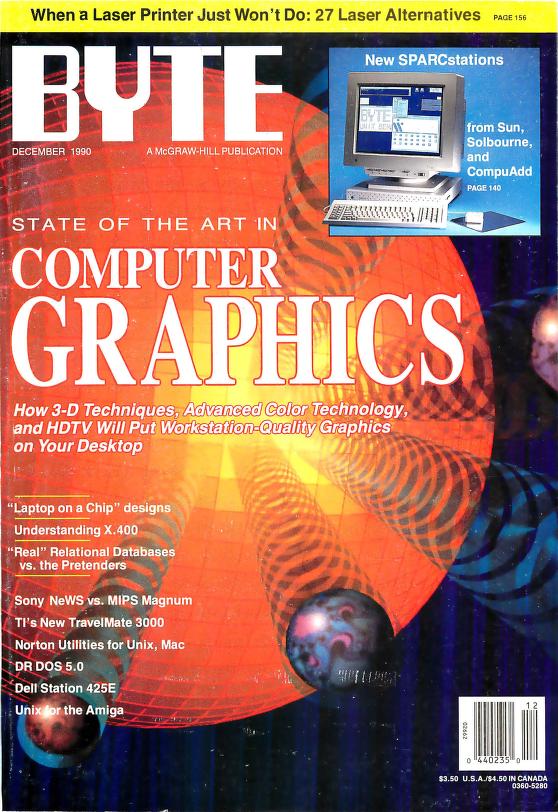 When a Laser Printer Just Won't Do: 27 Laser Alternatives PAGE 156
BYTE
DECEMBER 1990
A McGRAW-HILL PUBLICATION
New SPARCstations
from Sun,
Solbourne,
and
CompuAdd
PAGE 140
STATE OF THE ART IN
COMPUTER
GRAPHICS
How 3-D Techniques, Advanced Color Technology,
and HDTV Will Put Workstation-Quality Graphics
on Your Desktop
"Laptop on a Chip" designs
Understanding X.400
"Real" Relational Databases
vs. the Pretenders
Sony NeWS vs. MIPS Magnum
TI's New TravelMate 3000
Norton Utilities for Unix, Mac
DR DOS 5.0
Dell Station 425E
Unix for the Amiga
12
0 440235 0
$3.50 U.S.A./$4.50 IN CANADA
0360-5280